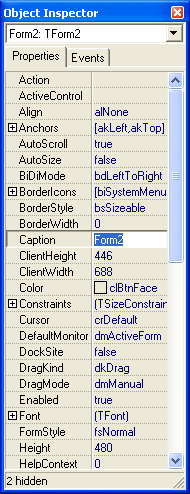 Object Inspector
Form2: TForm2
Properties Events
Action
ActiveControl
Align alNone
Anchors [akLeft,akTop]
AutoScroll true
AutoSize false
BiDiMode bdLeftToRight
BorderIcons [biSystemMenu
BorderStyle bsSizeable
BorderWidth 0
Caption Form2
ClientHeight 446
ClientWidth 688
Color clBtnFace
Constraints (TSizeConstrain
Cursor crDefault
DefaultMonitor dmActiveForm
DockSite false
DragKind dkDrag
DragMode dmManual
Enabled true
Font (TFont)
FormStyle fsNormal
Height 480
HelpContext 0
2 hidden